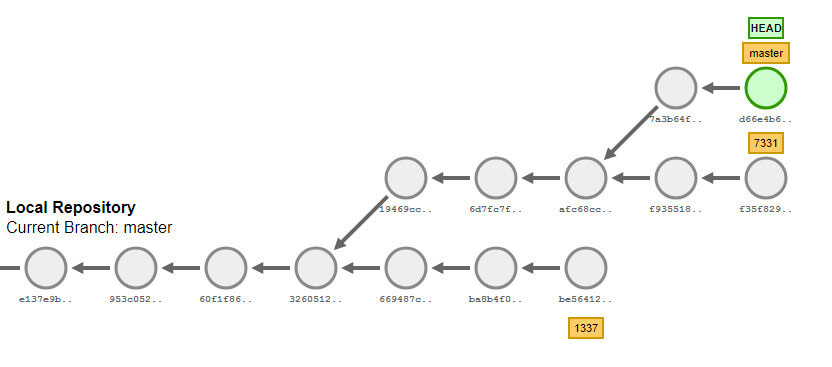 HEAD
master
7a3b64f..
d66e4b6..
7331
19469cc..
6d7fc7f..
afc68cc..
f935518..
f35f829..
Local Repository
Current Branch: master
e137e9b..
953c052..
60f1f86..
3260512..
669487c..
ba8b4f0..
be56412..
1337